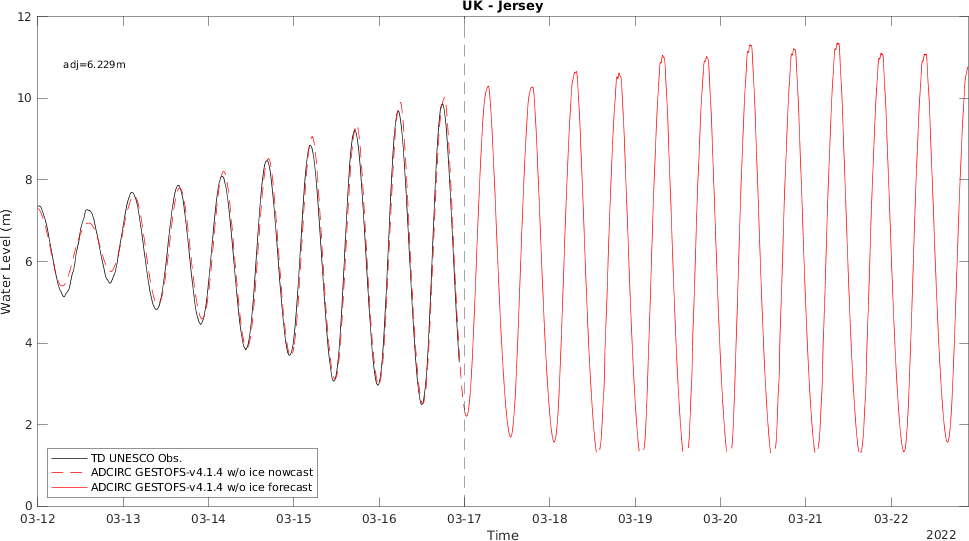 UK - Jersey
12
adj=6.229m
10
8
6
4
2
0
Water Level (m)
TD UNESCO Obs.
ADCIRC GESTOFS-v4.1.4 w/o ice nowcast
ADCIRC GESTOFS-v4.1.4 w/o ice forecast
03-12 03-13 03-14 03-15 03-16 03-17 03-18 03-19 03-20 03-21 03-22
Time
2022